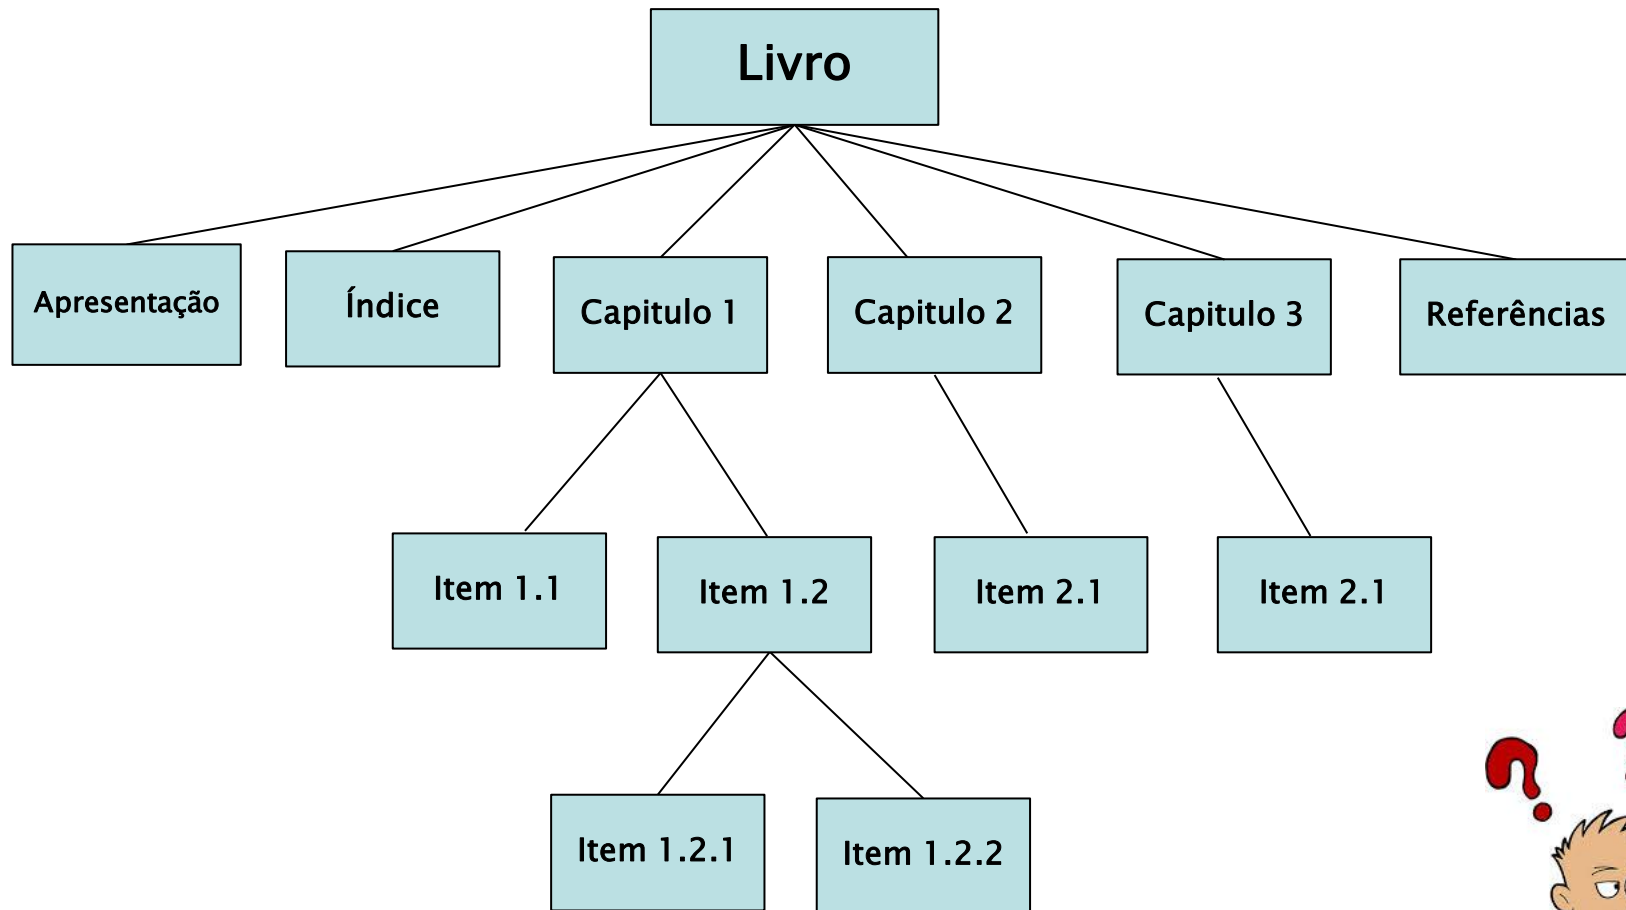 Livro
Apresentação
Índice
Capitulo 1
Capitulo 2
Capitulo 3
Referências
Item 1.1
Item 1.2
Item 2.1
Item 2.1
Item 1.2.1
Item 1.2.2